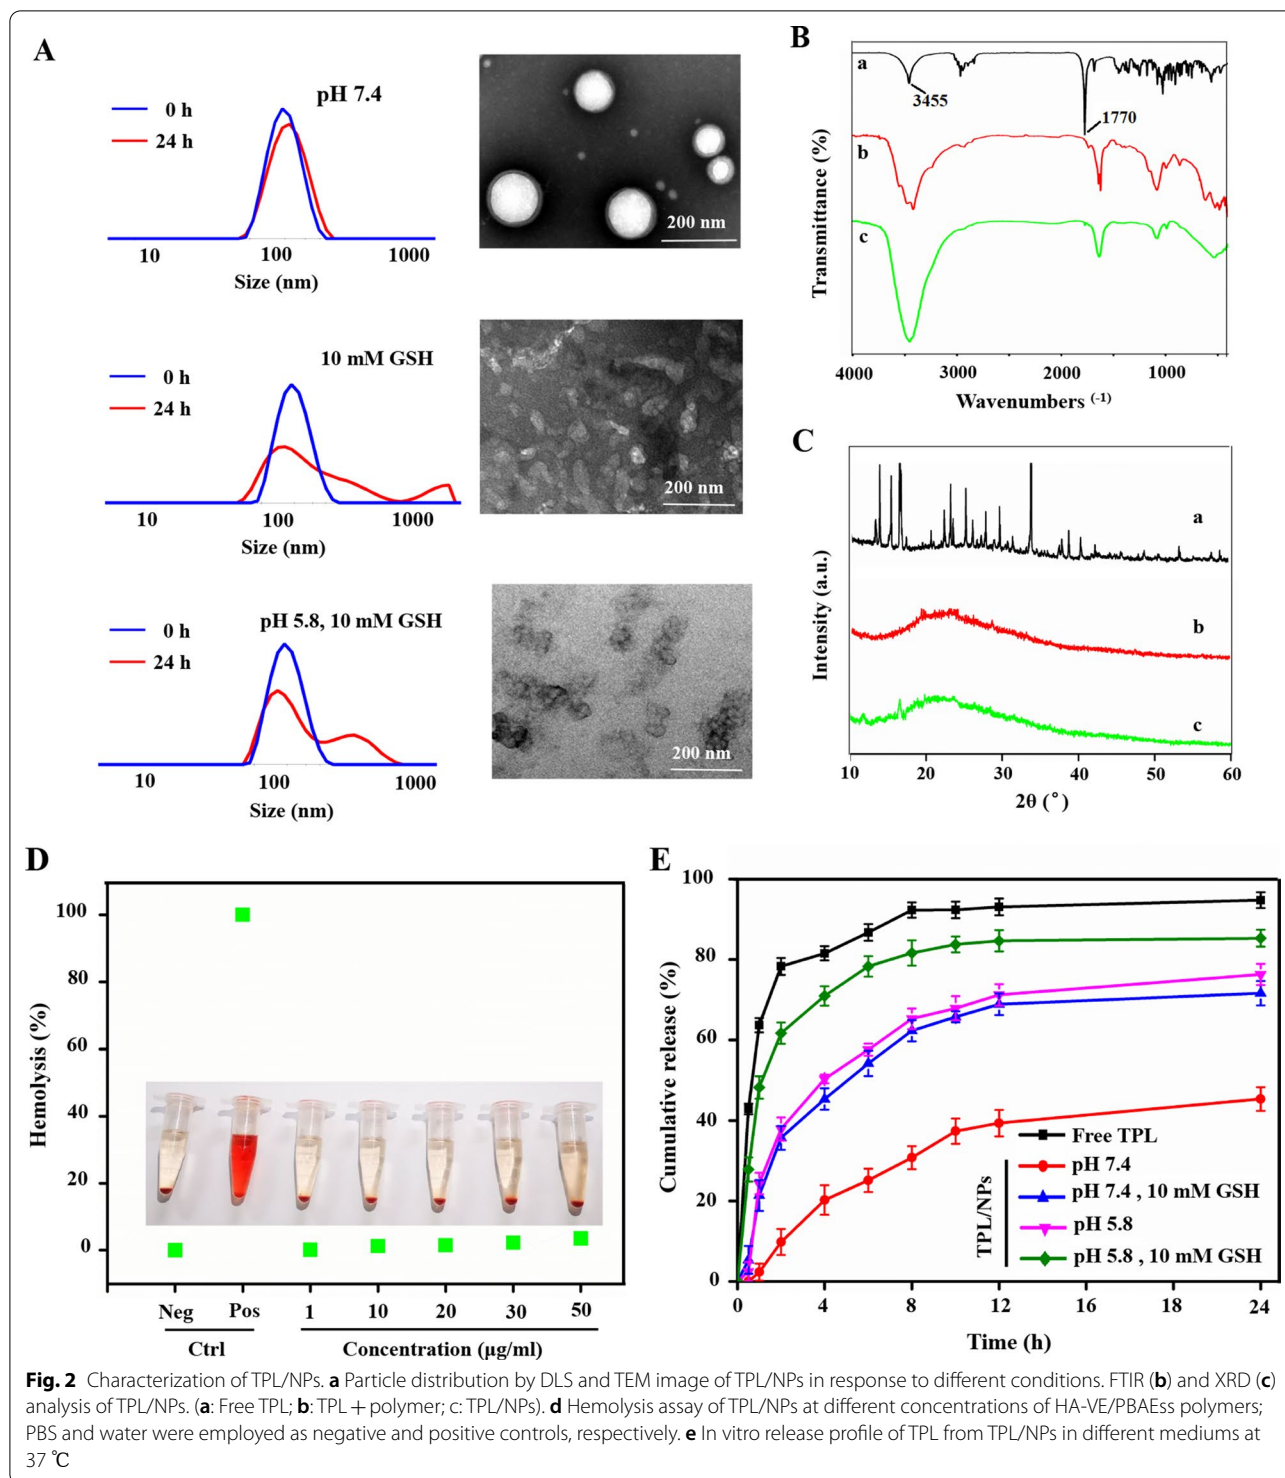 A
pH 7.4
0 h
24 h
10 100 1000
Size (nm)
200 nm
10 mM GSH
0 h
24 h
10 100 1000
Size (nm)
200 nm
pH 5.8, 10 mM GSH
0 h
24 h
10 100 1000
Size (nm)
200 nm
B
Transmittance (%)
a
3455
1770
b
c
4000 3000 2000 1000
Wavenumbers (-1)
C
Intensity (a.u.)
a
b
c
10 20 30 40 50 60
2θ (°)
D
Hemolysis (%)
100
80
60
40
20
0
Neg Pos 1 10 20 30 50
Ctrl Concentration (μg/ml)
E
Cumulative release (%)
100
80
60
40
20
0
Free TPL
TPL/NPs
pH 7.4
pH 7.4 , 10 mM GSH
pH 5.8
pH 5.8 , 10 mM GSH
0 4 8 12 24
Time (h)
Fig. 2 Characterization of TPL/NPs. a Particle distribution by DLS and TEM image of TPL/NPs in response to different conditions. FTIR (b) and XRD (c)
analysis of TPL/NPs. (a: Free TPL; b: TPL + polymer; c: TPL/NPs). d Hemolysis assay of TPL/NPs at different concentrations of HA-VE/PBAEss polymers;
PBS and water were employed as negative and positive controls, respectively. e In vitro release profile of TPL from TPL/NPs in different mediums at
37 ℃